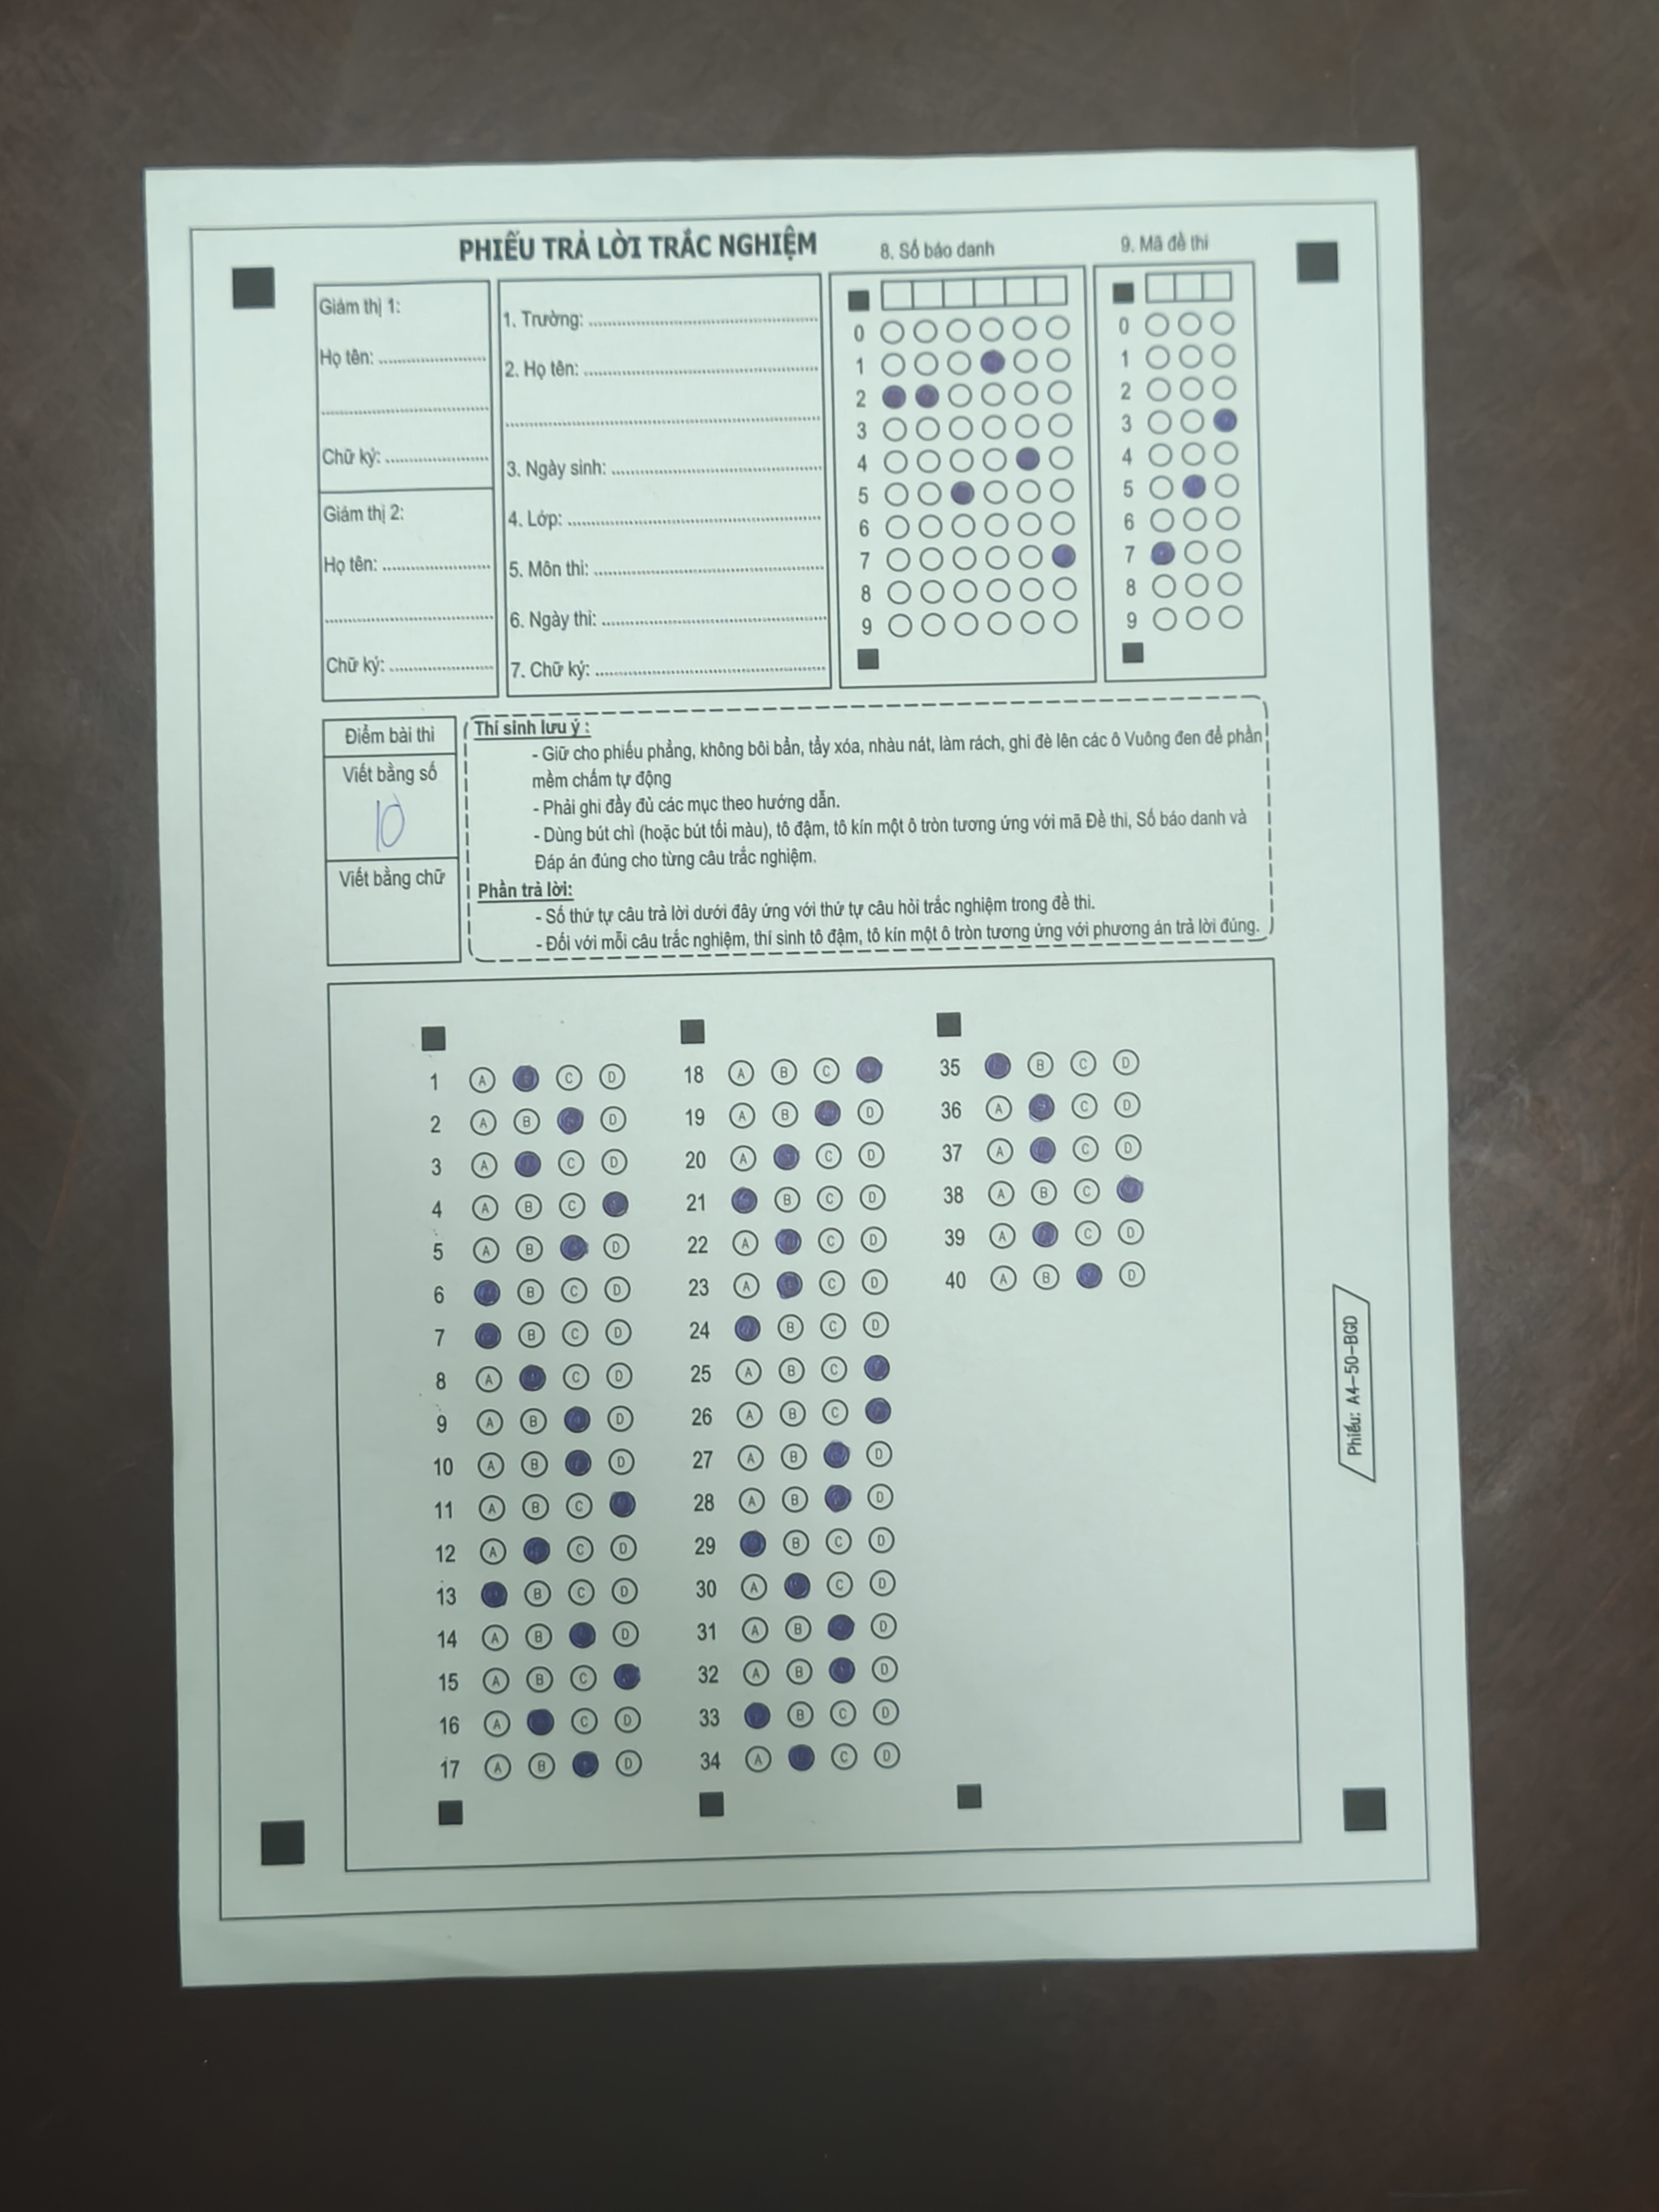 PHIẾU TRẢ LỜI TRẮC NGHIỆM
8. Số báo danh
9. Mã đề thi
Giám thị 1:
Họ tên: ........................
................................
Chữ ký: ........................
Giám thị 2:
Họ tên: ........................
................................
Chữ ký: ........................
1. Trường: ........................
2. Họ tên: ........................
................................
3. Ngày sinh: ........................
4. Lớp: ........................
5. Môn thi: ........................
6. Ngày thi: ........................
7. Chữ ký: ........................
0
1
2
3
4
5
6
7
8
9
0
1
2
3
4
5
6
7
8
9
Điểm bài thi
Viết bằng số
10
Viết bằng chữ
Thí sinh lưu ý :
- Giữ cho phiếu phẳng, không bôi bẩn, tẩy xóa, nhàu nát, làm rách, ghi đè lên các ô Vuông đen để phần
mềm chấm tự động
- Phải ghi đầy đủ các mục theo hướng dẫn.
- Dùng bút chì (hoặc bút tối màu), tô đậm, tô kín một ô tròn tương ứng với mã Đề thi, Số báo danh và
Đáp án đúng cho từng câu trắc nghiệm.
Phần trả lời:
- Số thứ tự câu trả lời dưới đây ứng với thứ tự câu hỏi trắc nghiệm trong đề thi.
- Đối với mỗi câu trắc nghiệm, thí sinh tô đậm, tô kín một ô tròn tương ứng với phương án trả lời đúng.
1 A C D
2 A B D
3 A C D
4 A B C
5 A B D
6 B C D
7 B C D
8 A C D
9 A B D
10 A B D
11 A B C
12 A C D
13 B C D
14 A B D
15 A B C
16 A C D
17 A B D
18 A B C
19 A B D
20 A C D
21 B C D
22 A C D
23 A C D
24 B C D
25 A B C
26 A B C
27 A B D
28 A B D
29 B C D
30 A C D
31 A B D
32 A B D
33 B C D
34 A C D
35 B C D
36 A C D
37 A C D
38 A B C
39 A C D
40 A B D
Phiếu: A4-50-BGD